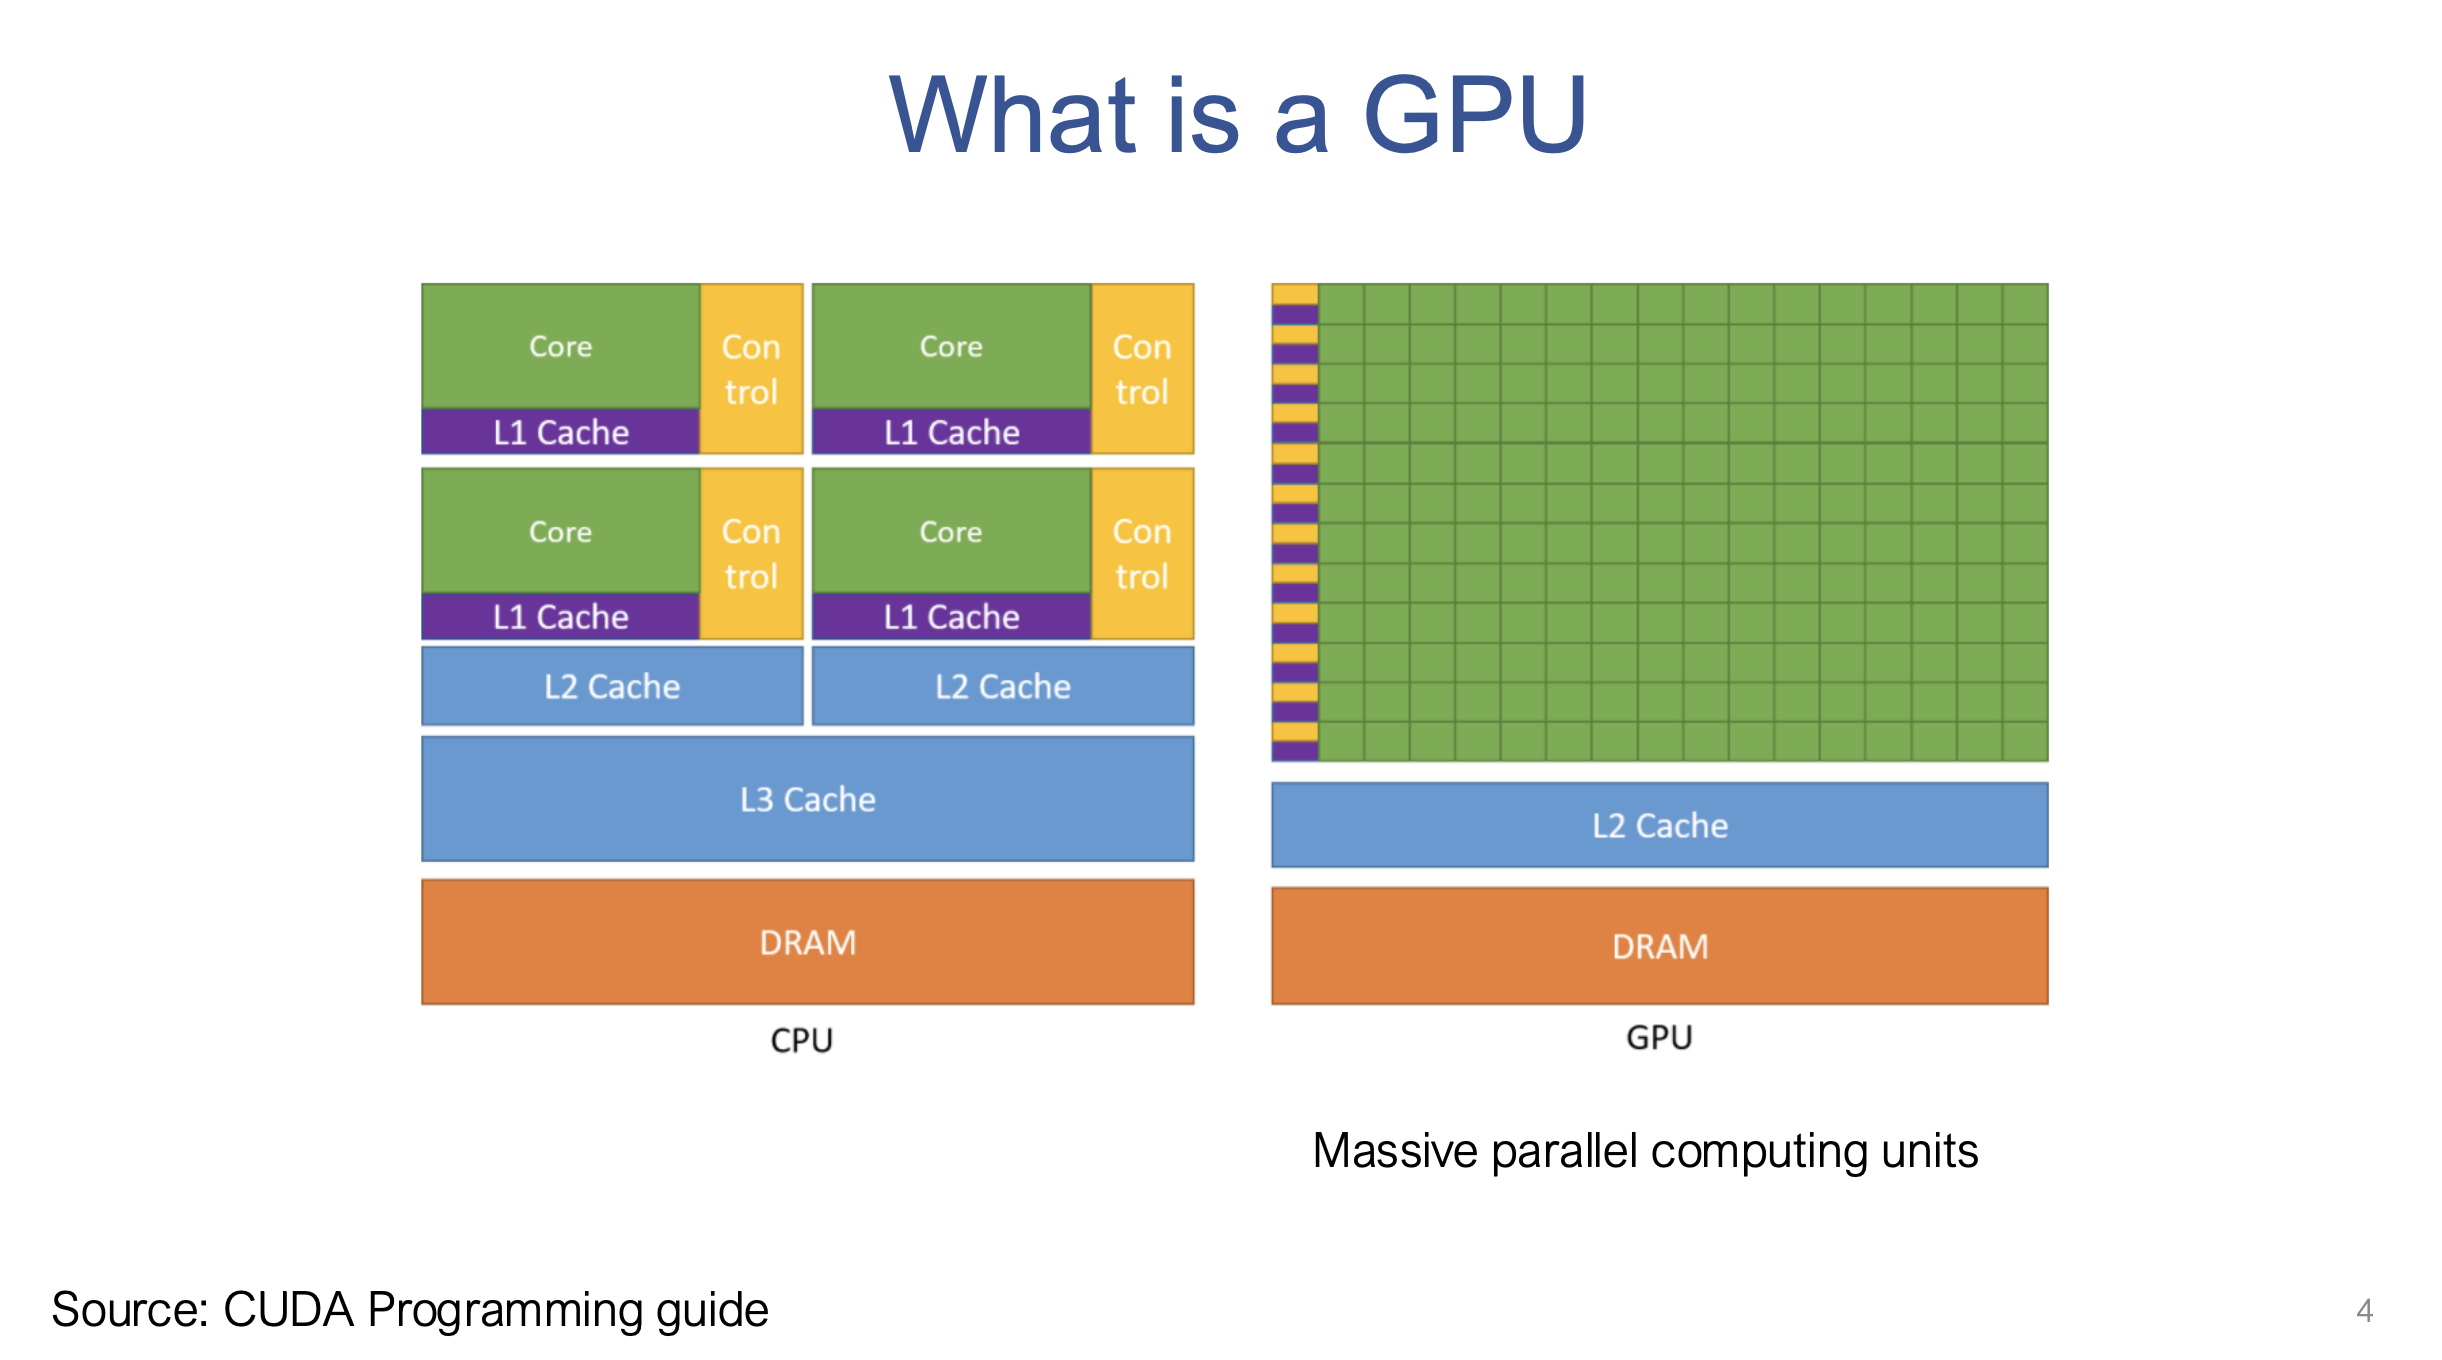 What is a GPU
Core
Con
trol
L1 Cache
Core
Con
trol
L1 Cache
Core
Con
trol
L1 Cache
Core
Con
trol
L1 Cache
L2 Cache
L2 Cache
L3 Cache
DRAM
CPU
L2 Cache
DRAM
GPU
Massive parallel computing units
Source: CUDA Programming guide
4